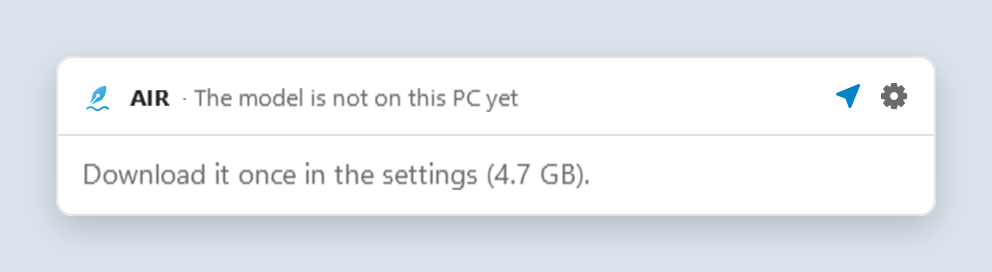 AIR · The model is not on this PC yet
Download it once in the settings (4.7 GB).